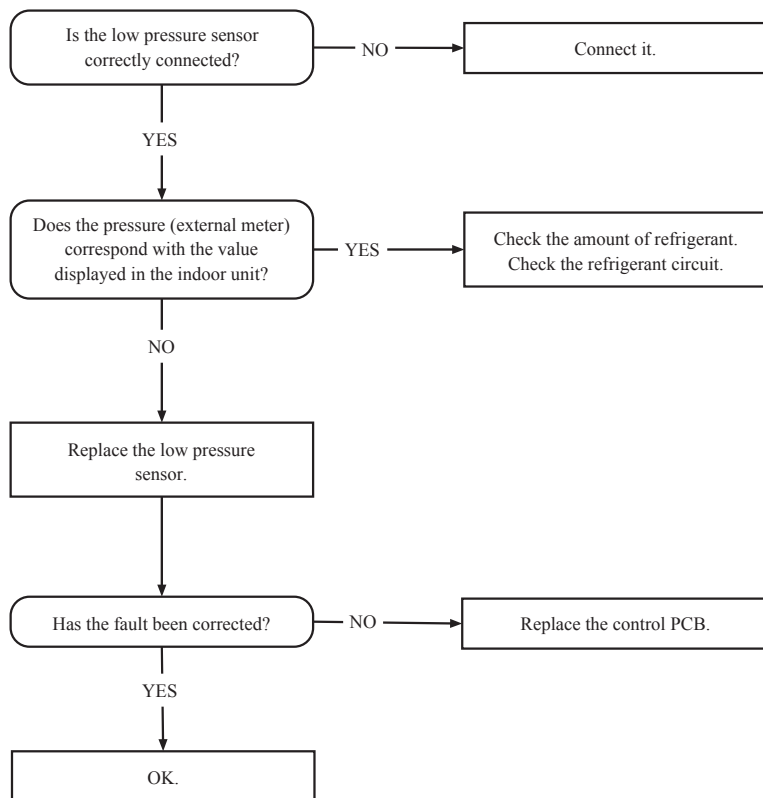 Is the low pressure sensor
correctly connected?
NO
Connect it.
YES
Does the pressure (external meter)
correspond with the value
displayed in the indoor unit?
YES
Check the amount of refrigerant.
Check the refrigerant circuit.
NO
Replace the low pressure
sensor.
Has the fault been corrected?
NO
Replace the control PCB.
YES
OK.